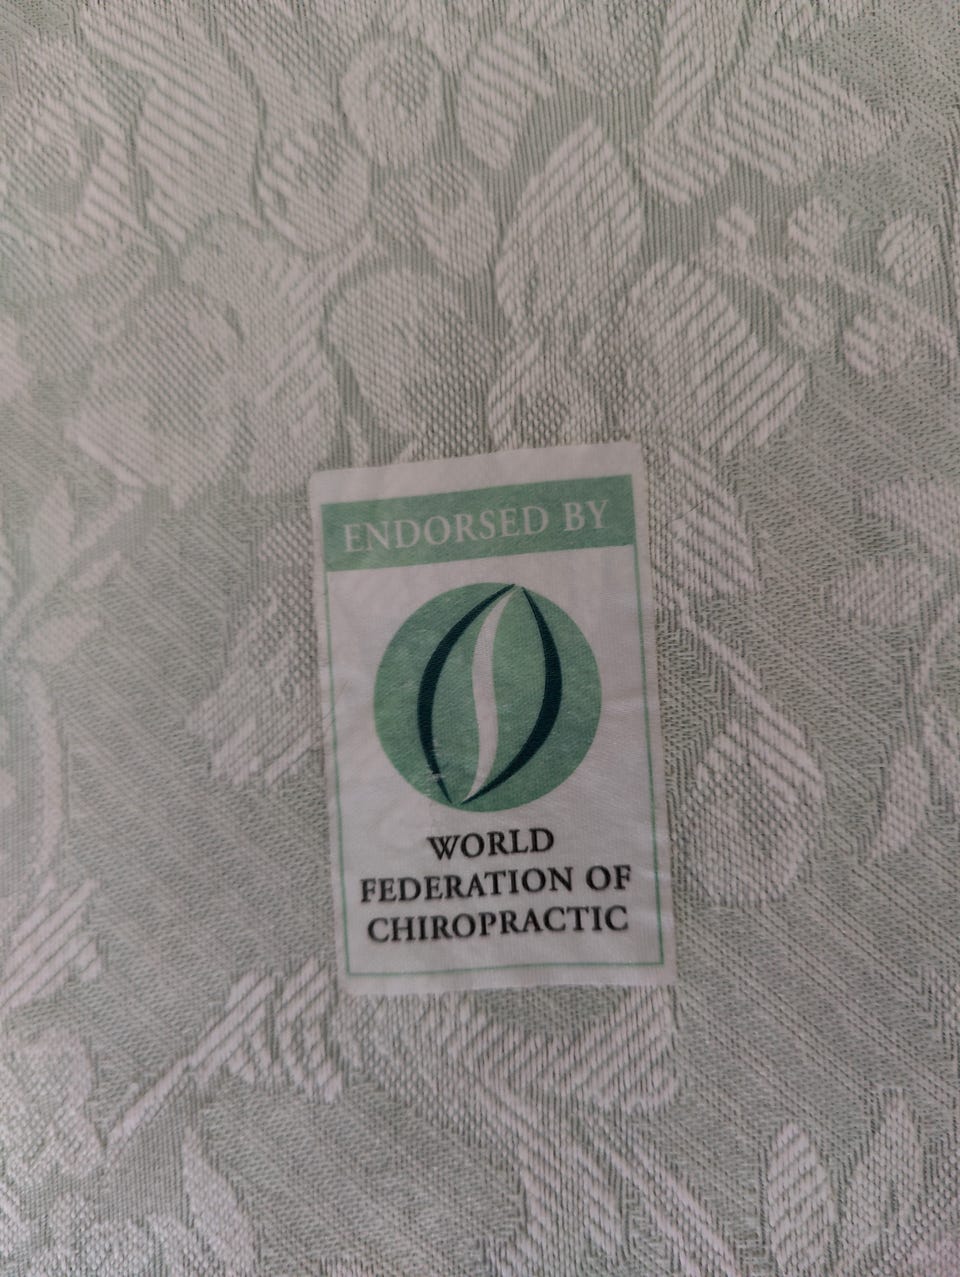 ENDORSED BY
WORLD
FEDERATION OF
CHIROPRACTIC